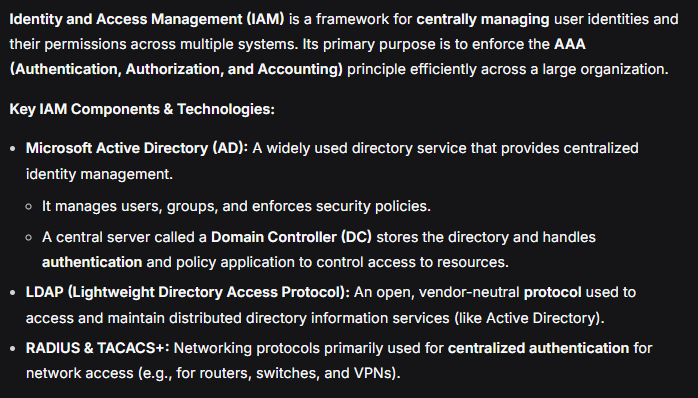 Identity and Access Management (IAM) is a framework for centrally managing user identities and
their permissions across multiple systems. Its primary purpose is to enforce the AAA
(Authentication, Authorization, and Accounting) principle efficiently across a large organization.
Key IAM Components & Technologies:
• Microsoft Active Directory (AD): A widely used directory service that provides centralized
identity management.
◦ It manages users, groups, and enforces security policies.
◦ A central server called a Domain Controller (DC) stores the directory and handles
authentication and policy application to control access to resources.
• LDAP (Lightweight Directory Access Protocol): An open, vendor-neutral protocol used to
access and maintain distributed directory information services (like Active Directory).
• RADIUS & TACACS+: Networking protocols primarily used for centralized authentication for
network access (e.g., for routers, switches, and VPNs).